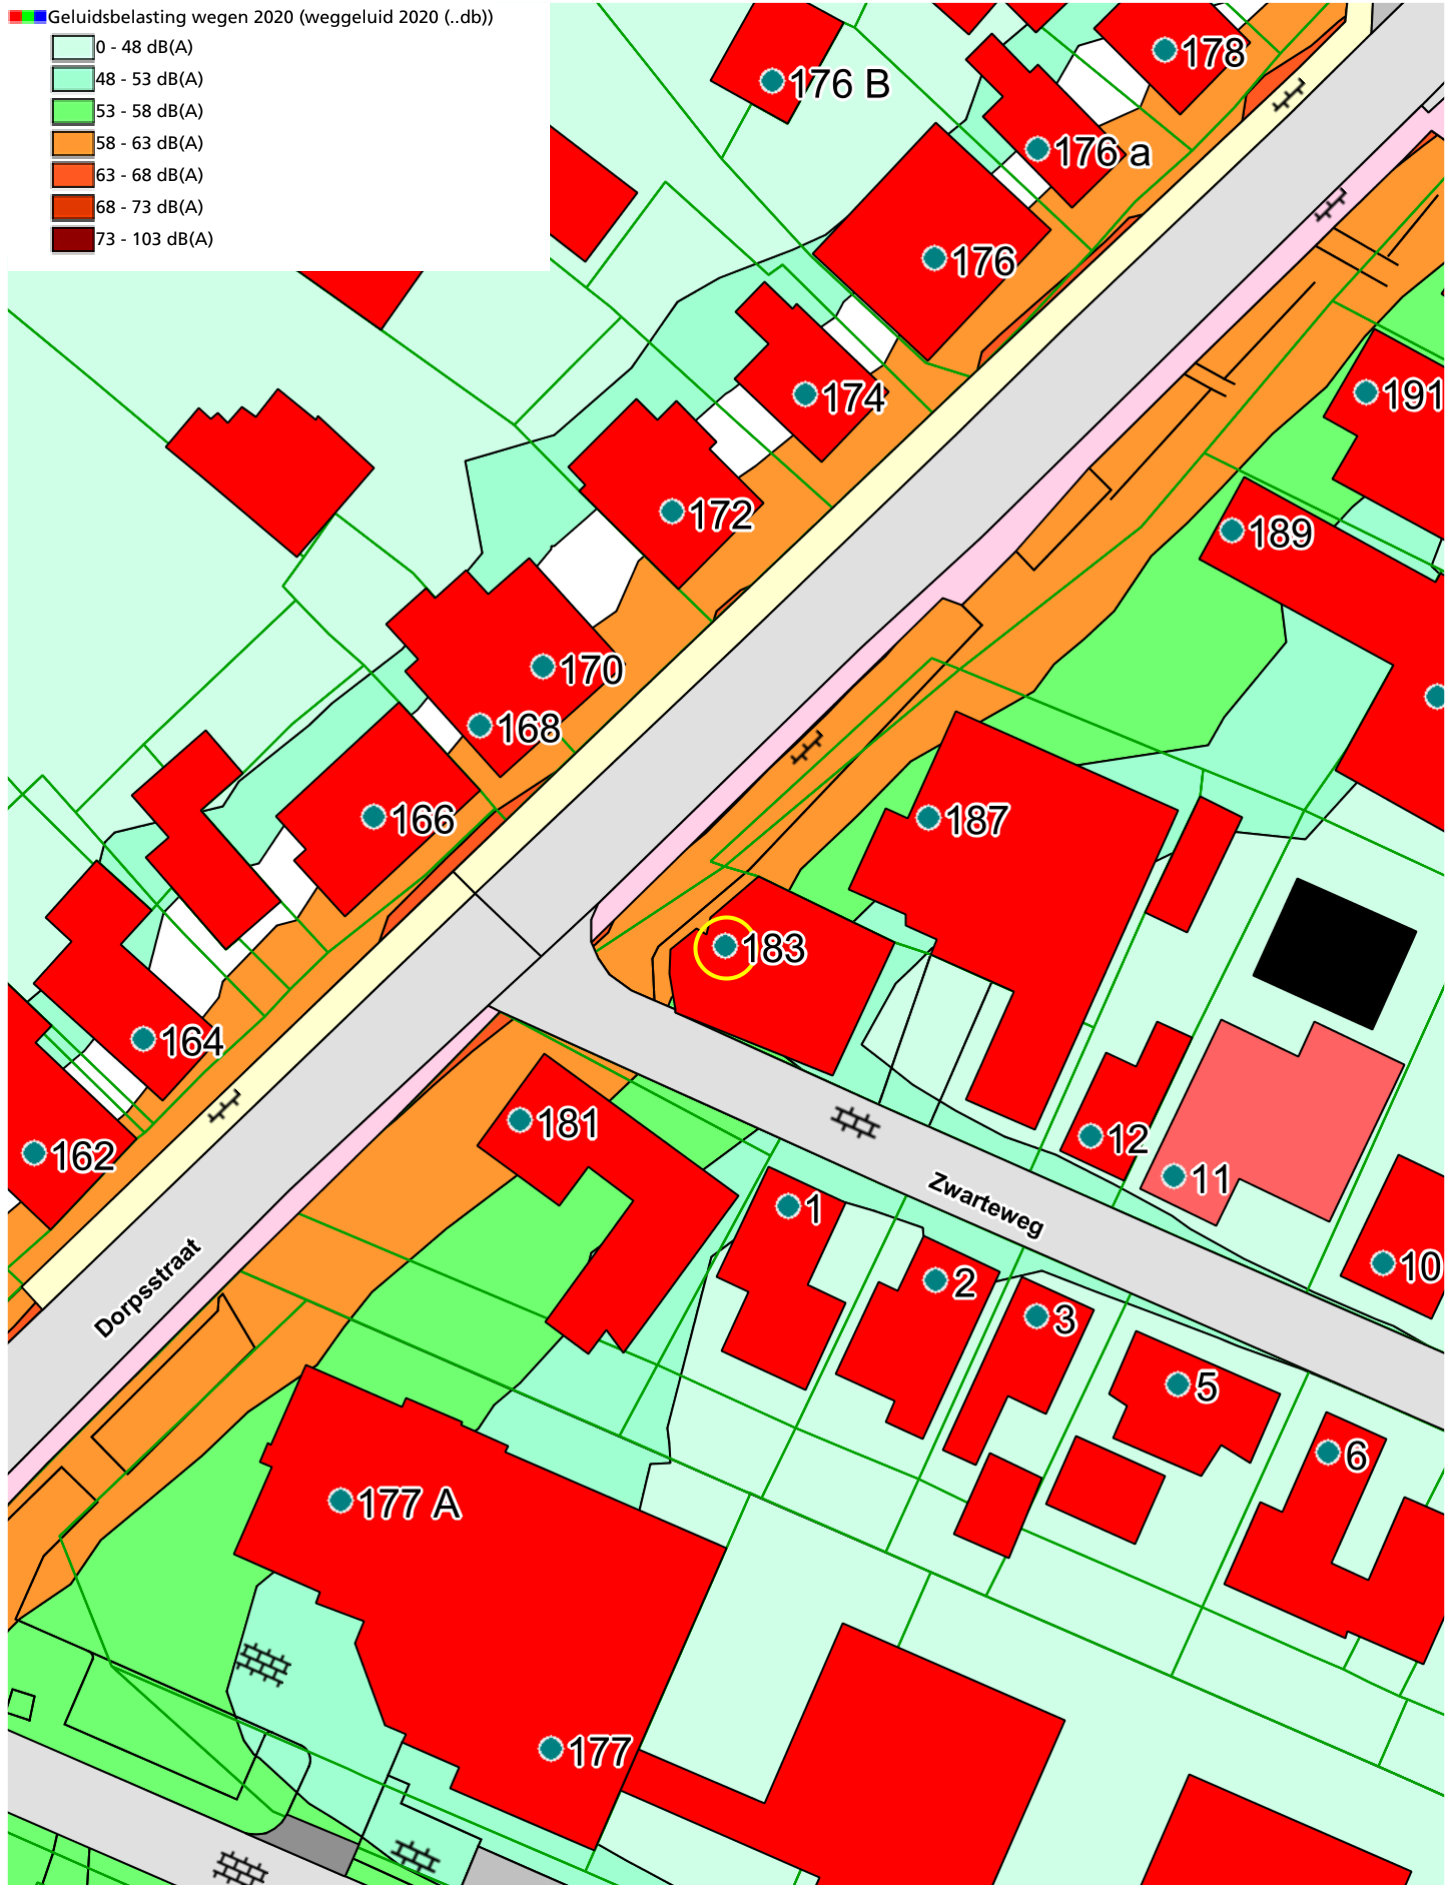 Geluidsbelasting wegen 2020 (weggeluid 2020 (..db))
0 - 48 dB(A)
48 - 53 dB(A)
53 - 58 dB(A)
58 - 63 dB(A)
63 - 68 dB(A)
68 - 73 dB(A)
73 - 103 dB(A)
178
176 B
176 a
176
174
191
172
189
170
168
166
187
183
164
181
12
162
11
1
Zwarteweg
10
2
Dorpsstraat
3
5
6
177 A
177